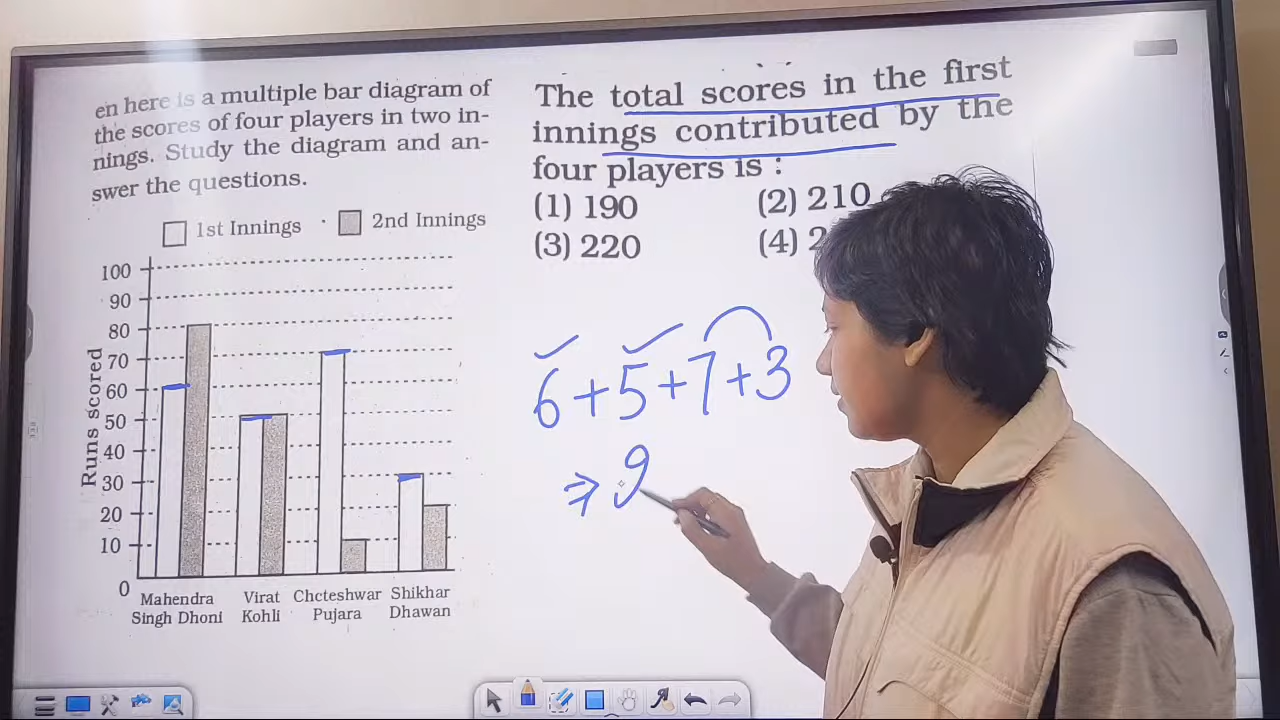 en here is a multiple bar diagram of
the scores of four players in two in-
nings. Study the diagram and an-
swer the questions.
1st Innings 2nd Innings
100
90
80
70
60
50
40
30
20
10
0
Runs scored
Mahendra Singh Dhoni
Virat Kohli
Chcteshwar Pujara
Shikhar Dhawan
The total scores in the first
innings contributed by the
four players is :
(1) 190 (2) 210
(3) 220 (4) 2
6+5+7+3
⇒ 9